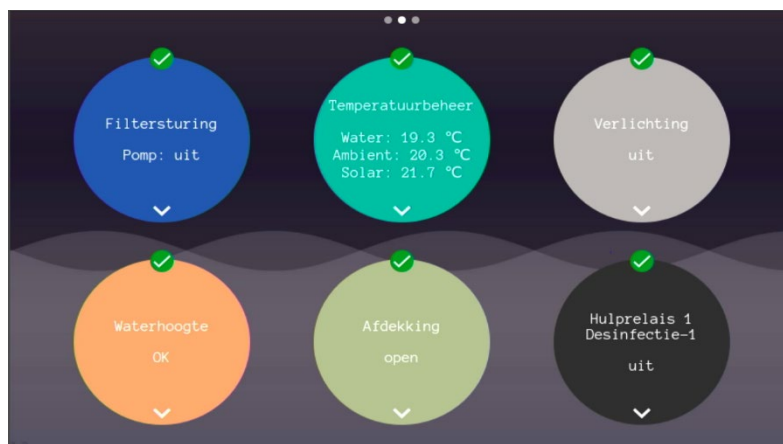 Filtersturing
Pomp: uit
Temperatuurbeheer
Water: 19.3 °C
Ambient: 20.3 °C
Solar: 21.7 °C
Verlichting
uit
Waterhoogte
OK
Afdekking
open
Hulprelais 1
Desinfectie-1
uit